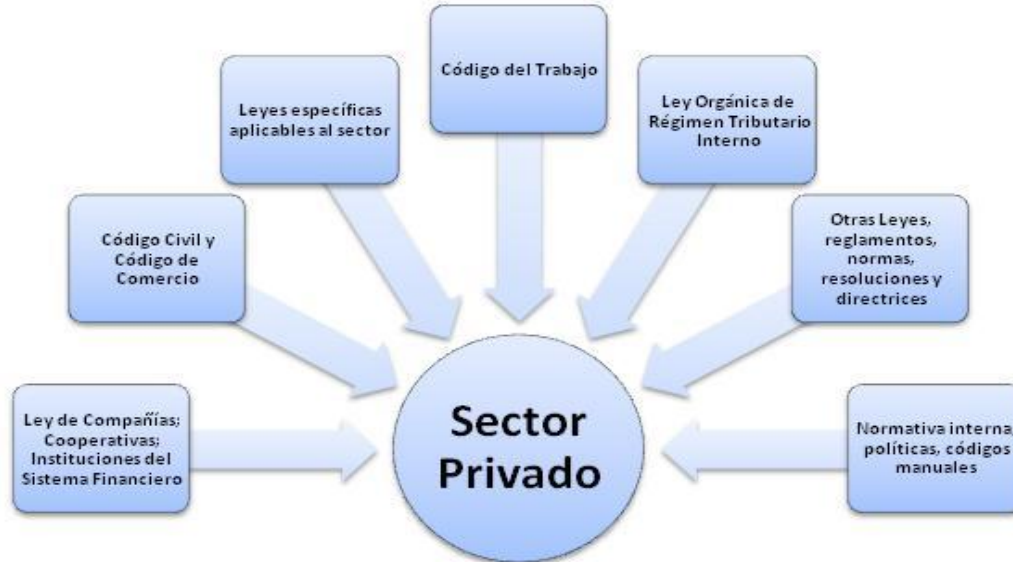 Código del Trabajo
Leyes específicas
aplicables al sector
Ley Orgánica de
Régimen Tributario
Interno
Código Civil y
Código de
Comercio
Otras Leyes,
reglamentos,
normas,
resoluciones y
directrices
Ley de Compañías;
Cooperativas;
Instituciones del
Sistema Financiero
Sector
Privado
Normativa interna,
políticas, códigos
manuales